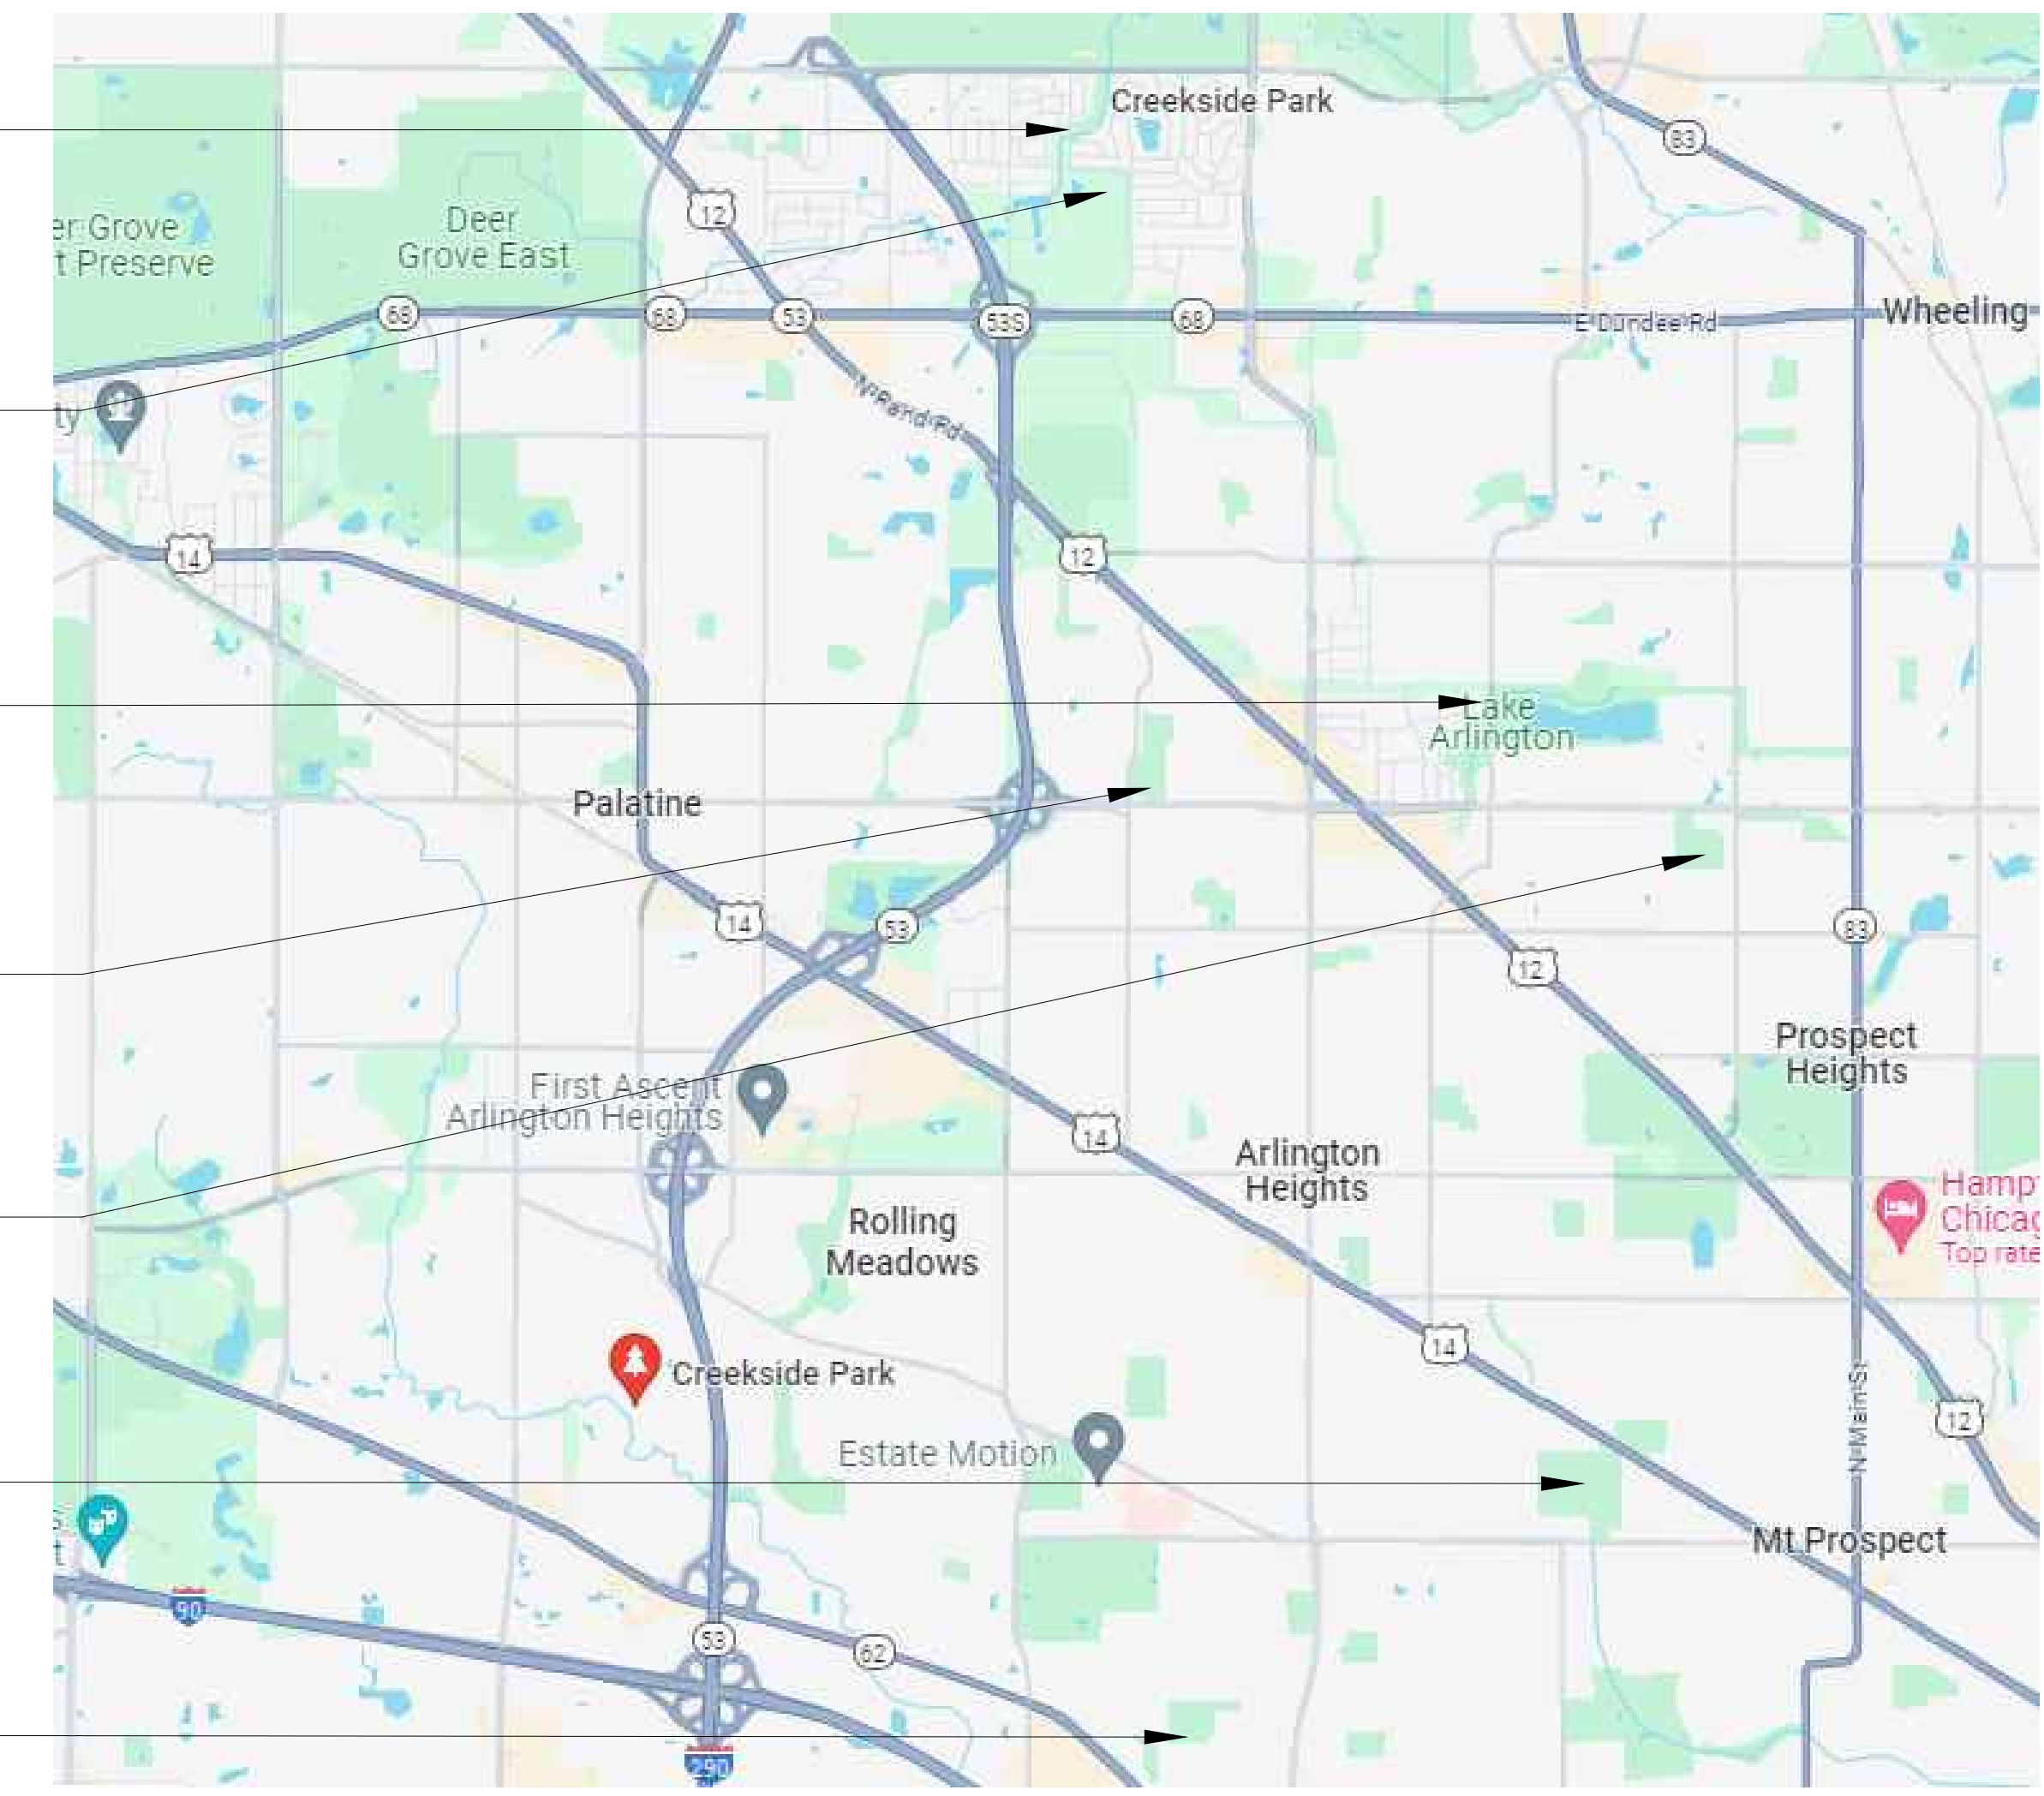 Creekside Park
83
12
er Grove
t Preserve
Deer
Grove East
68
68
53
53S
68
E Dundee Rd
Wheeling
N Rand Rd
ty
14
12
Lake
Arlington
Palatine
14
53
83
12
Prospect
Heights
First Ascent
Arlington Heights
14
Arlington
Heights
Hamp
Chicag
Top rate
Rolling
Meadows
14
Creekside Park
12
N Main St
Estate Motion
s
t
Mt Prospect
90
53
62
290